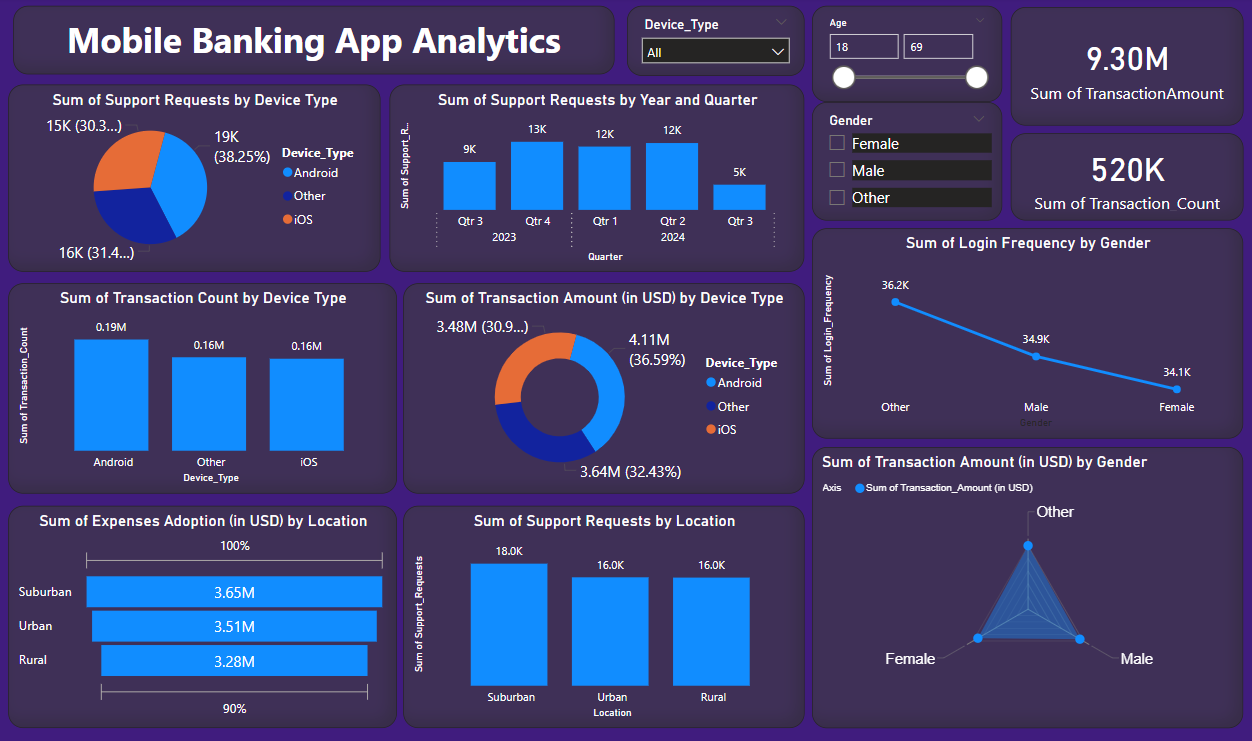 Mobile Banking App Analytics
Device_Type
All
Age
18 69
Gender
Female
Male
Other
9.30M
Sum of TransactionAmount
520K
Sum of Transaction_Count
Sum of Support Requests by Device Type
15K (30.3...)
19K
(38.25%)
16K (31.4...)
Device_Type
Android
Other
iOS
Sum of Support Requests by Year and Quarter
Sum of Support_R...
9K 13K 12K 12K 5K
Qtr 3 Qtr 4 Qtr 1 Qtr 2 Qtr 3
2023 2024
Quarter
Sum of Login Frequency by Gender
Sum of Login_Frequency
36.2K
34.9K
34.1K
Other Male Female
Gender
Sum of Transaction Count by Device Type
Sum of Transaction_Count
0.19M 0.16M 0.16M
Android Other iOS
Device_Type
Sum of Transaction Amount (in USD) by Device Type
3.48M (30.9...)
4.11M
(36.59%)
3.64M (32.43%)
Device_Type
Android
Other
iOS
Sum of Transaction Amount (in USD) by Gender
Axis Sum of Transaction_Amount (in USD)
Other
Female
Male
Sum of Expenses Adoption (in USD) by Location
100%
Suburban 3.65M
Urban 3.51M
Rural 3.28M
90%
Sum of Support Requests by Location
Sum of Support_Requests
18.0K 16.0K 16.0K
Suburban Urban Rural
Location